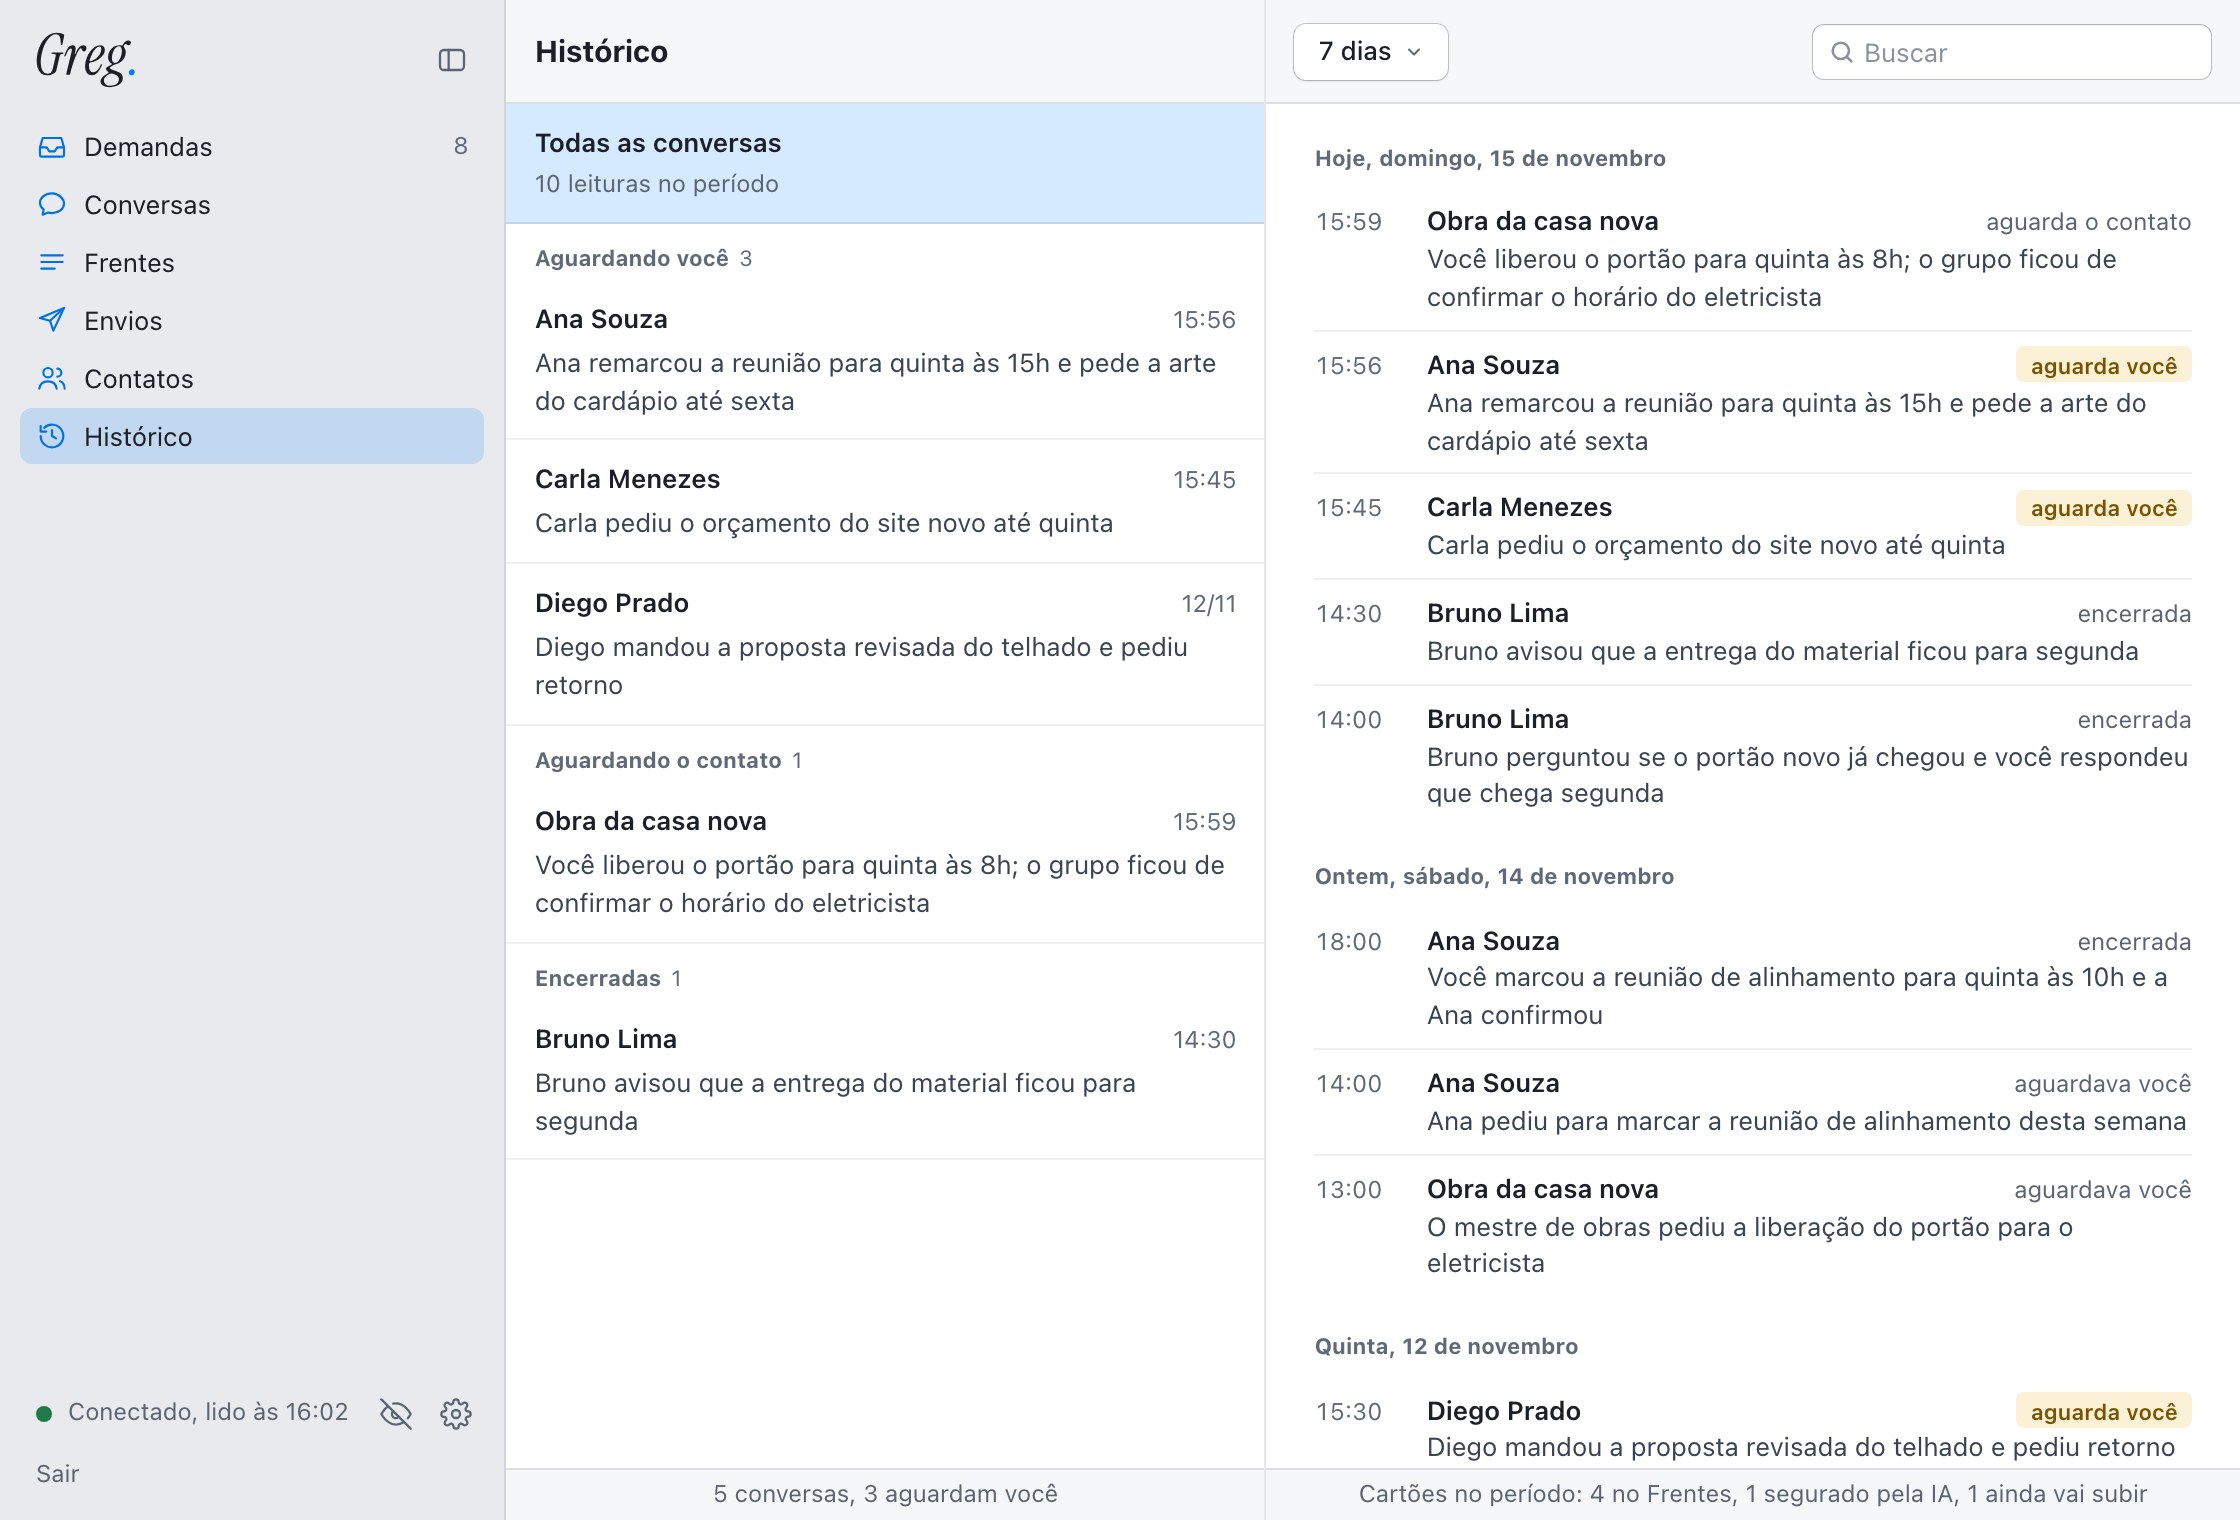 Greg.
Demandas 8
Conversas
Frentes
Envios
Contatos
Histórico
Conectado, lido às 16:02
Sair
Histórico
Todas as conversas
10 leituras no período
Aguardando você 3
Ana Souza 15:56
Ana remarcou a reunião para quinta às 15h e pede a arte
do cardápio até sexta
Carla Menezes 15:45
Carla pediu o orçamento do site novo até quinta
Diego Prado 12/11
Diego mandou a proposta revisada do telhado e pediu
retorno
Aguardando o contato 1
Obra da casa nova 15:59
Você liberou o portão para quinta às 8h; o grupo ficou de
confirmar o horário do eletricista
Encerradas 1
Bruno Lima 14:30
Bruno avisou que a entrega do material ficou para
segunda
5 conversas, 3 aguardam você
7 dias
Buscar
Hoje, domingo, 15 de novembro
15:59 Obra da casa nova aguarda o contato
Você liberou o portão para quinta às 8h; o grupo ficou de
confirmar o horário do eletricista
15:56 Ana Souza aguarda você
Ana remarcou a reunião para quinta às 15h e pede a arte do
cardápio até sexta
15:45 Carla Menezes aguarda você
Carla pediu o orçamento do site novo até quinta
14:30 Bruno Lima encerrada
Bruno avisou que a entrega do material ficou para segunda
14:00 Bruno Lima encerrada
Bruno perguntou se o portão novo já chegou e você respondeu
que chega segunda
Ontem, sábado, 14 de novembro
18:00 Ana Souza encerrada
Você marcou a reunião de alinhamento para quinta às 10h e a
Ana confirmou
14:00 Ana Souza aguardava você
Ana pediu para marcar a reunião de alinhamento desta semana
13:00 Obra da casa nova aguardava você
O mestre de obras pediu a liberação do portão para o
eletricista
Quinta, 12 de novembro
15:30 Diego Prado aguarda você
Diego mandou a proposta revisada do telhado e pediu retorno
Cartões no período: 4 no Frentes, 1 segurado pela IA, 1 ainda vai subir